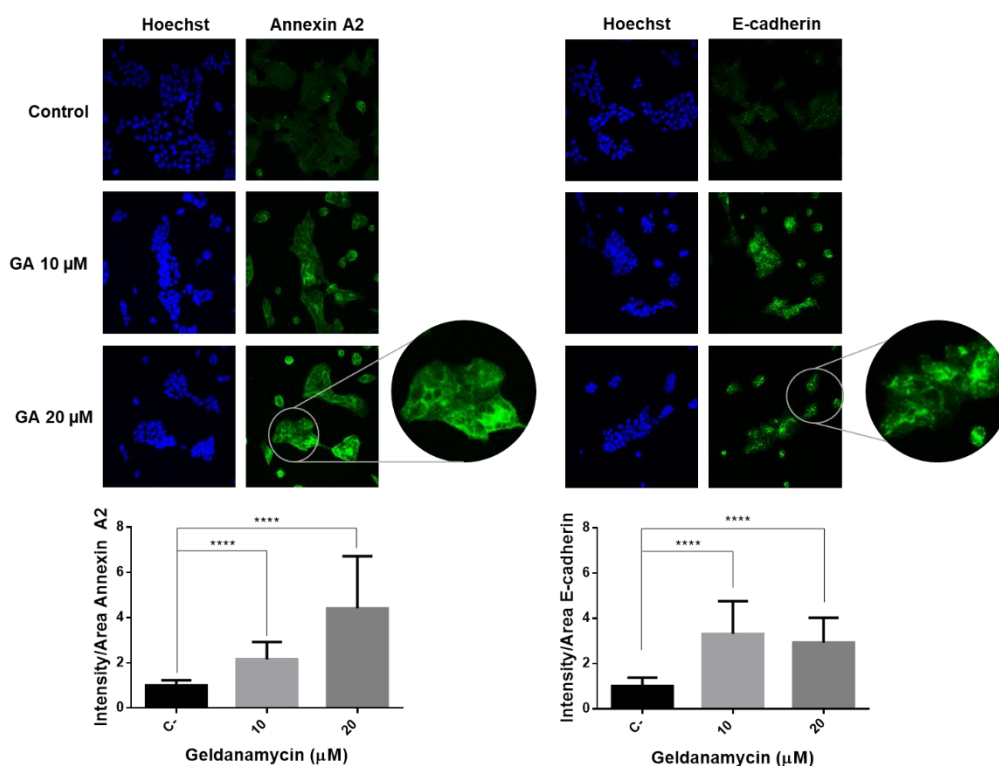 Hoechst Annexin A2 Hoechst E-cadherin
Control
GA 10 µM
GA 20 µM
Intensity/Area Annexin A2
8
6
4
2
0
****
****
C-
10
20
Geldanamycin (µM)
Intensity/Area E-cadherin
8
6
4
2
0
****
****
C-
10
20
Geldanamycin (µM)